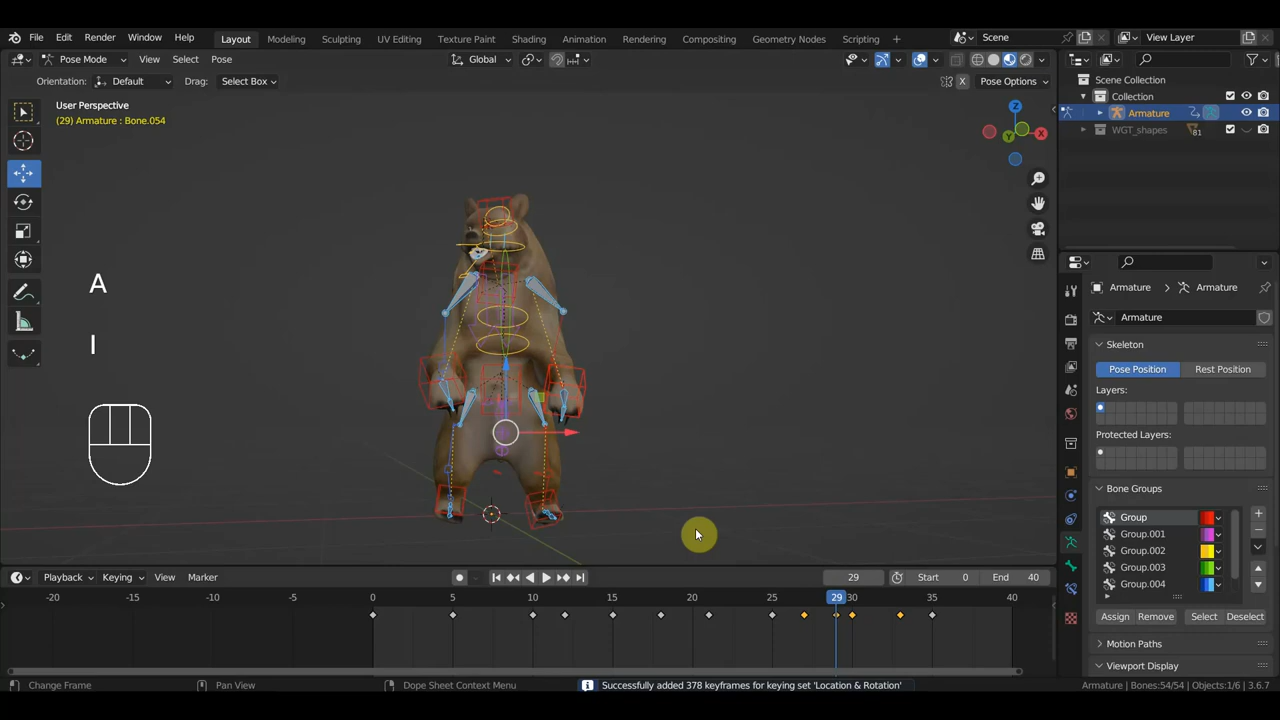 File Edit Render Window Help Layout Modeling Sculpting UV Editing Texture Paint Shading Animation Rendering Compositing Geometry Nodes Scripting + Scene View Layer
Pose Mode View Select Pose Global
Orientation: Default Drag: Select Box X Pose Options
User Perspective
(29) Armature : Bone.054
Z
X
Y
A
I
Scene Collection
Collection
Armature
WGT_shapes 81
Armature > Armature
Armature
Skeleton
Pose Position Rest Position
Layers:
Protected Layers:
Bone Groups
Group
Group.001
Group.002
Group.003
Group.004
Assign Remove Select Deselect
Motion Paths
Viewport Display
Playback Keying View Marker 29 Start 0 End 40
-20 -15 -10 -5 0 5 10 15 20 25 29 30 35 40
Change Frame Pan View Dope Sheet Context Menu Successfully added 378 keyframes for keying set 'Location & Rotation' Armature | Bones:54/54 | Objects:1/6 | 3.6.7